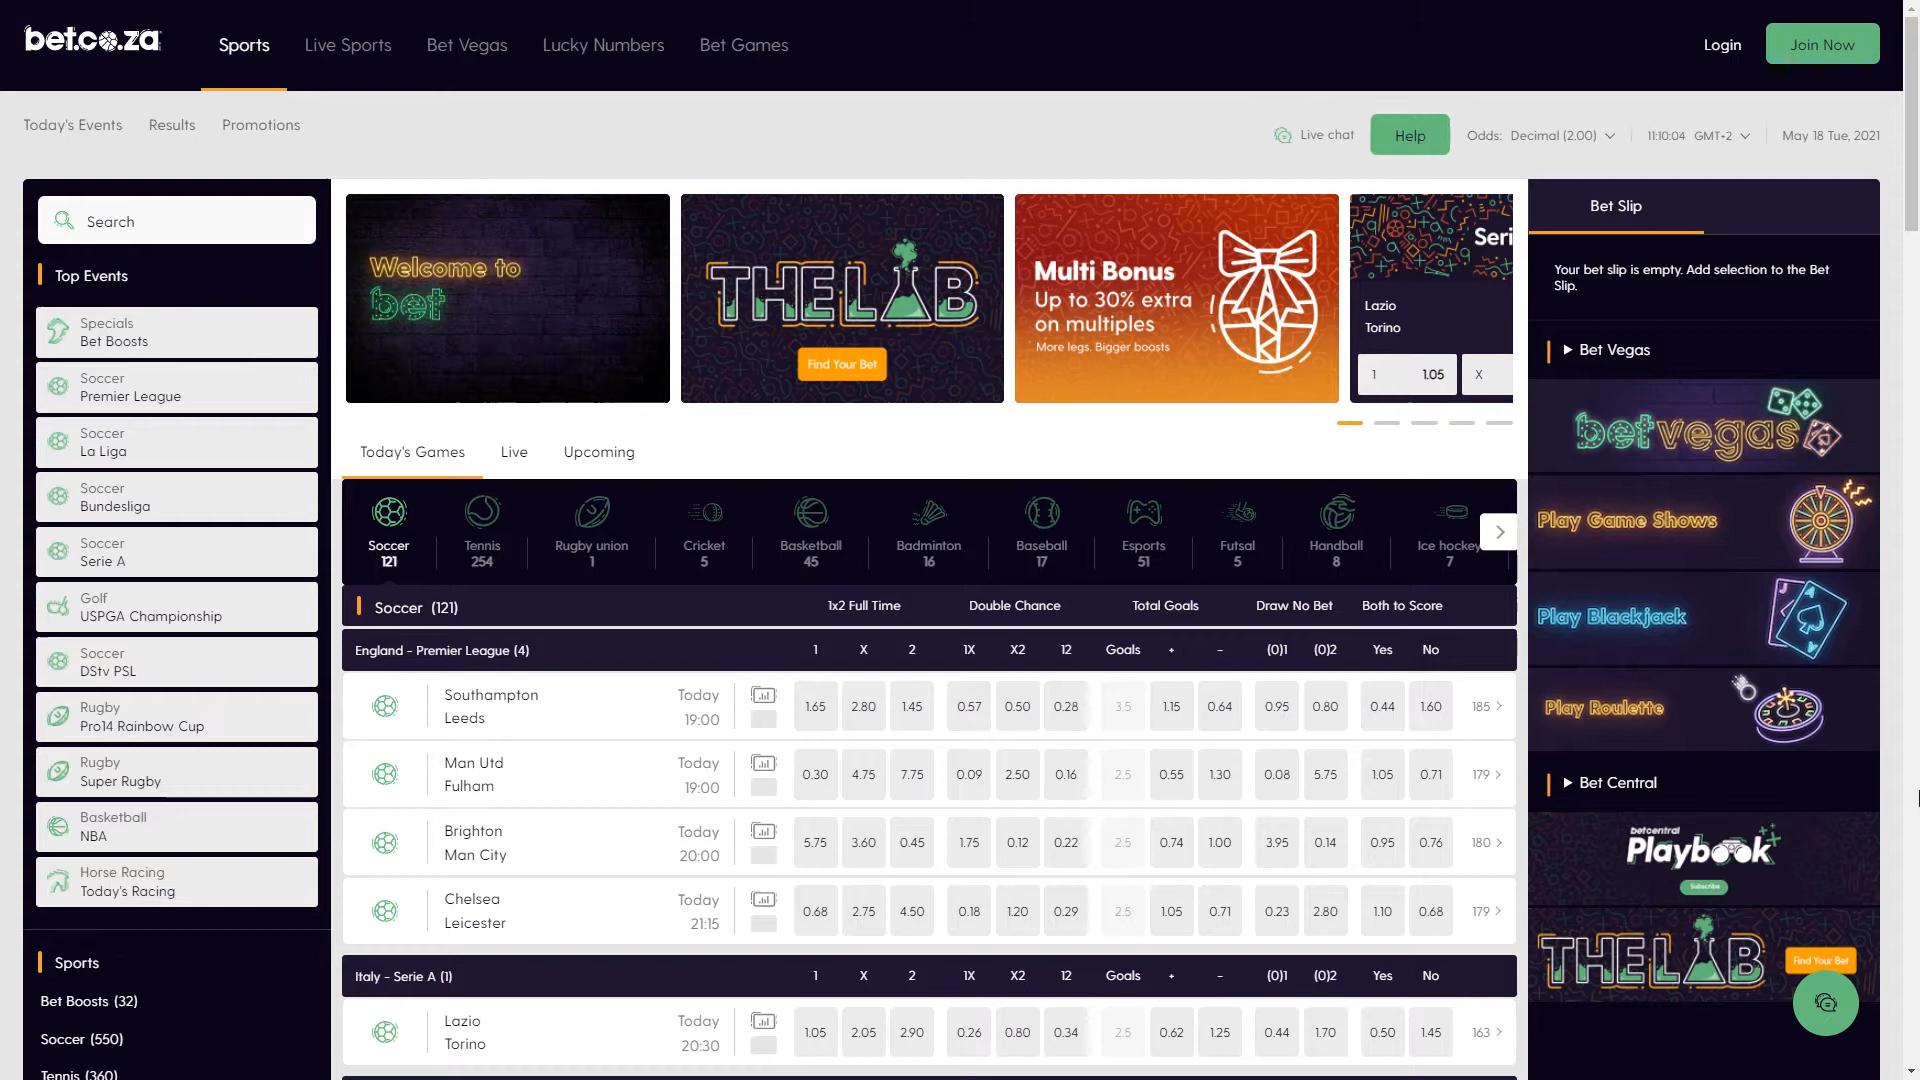 bet.co.za
Sports
Live Sports
Bet Vegas
Lucky Numbers
Bet Games
Login
Join Now
Today's Events
Results
Promotions
Live chat
Help
Odds: Decimal (2.00)
11:10:04 GMT+2
May 18 Tue, 2021
Search
Top Events
Specials
Bet Boosts
Soccer
Premier League
Soccer
La Liga
Soccer
Bundesliga
Soccer
Serie A
Golf
USPGA Championship
Soccer
DStv PSL
Rugby
Pro14 Rainbow Cup
Rugby
Super Rugby
Basketball
NBA
Horse Racing
Today's Racing
Sports
Bet Boosts (32)
Soccer (550)
Tennis (360)
Welcome to
bet
THE LAB
Find Your Bet
Multi Bonus
Up to 30% extra
on multiples
More legs. Bigger boosts
Seri
Lazio
Torino
1 1.05 X
Today's Games
Live
Upcoming
Soccer
121
Tennis
254
Rugby union
1
Cricket
5
Basketball
45
Badminton
16
Baseball
17
Esports
51
Futsal
5
Handball
8
Ice hockey
7
Soccer (121) 1x2 Full Time Double Chance Total Goals Draw No Bet Both to Score
England - Premier League (4) 1 X 2 1X X2 12 Goals + - (0)1 (0)2 Yes No
Southampton Today
Leeds 19:00
1.65 2.80 1.45 0.57 0.50 0.28 3.5 1.15 0.64 0.95 0.80 0.44 1.60 185
Man Utd Today
Fulham 19:00
0.30 4.75 7.75 0.09 2.50 0.16 2.5 0.55 1.30 0.08 5.75 1.05 0.71 179
Brighton Today
Man City 20:00
5.75 3.60 0.45 1.75 0.12 0.22 2.5 0.74 1.00 3.95 0.14 0.95 0.76 180
Chelsea Today
Leicester 21:15
0.68 2.75 4.50 0.18 1.20 0.29 2.5 1.05 0.71 0.23 2.80 1.10 0.68 179
Italy - Serie A (1) 1 X 2 1X X2 12 Goals + - (0)1 (0)2 Yes No
Lazio Today
Torino 20:30
1.05 2.05 2.90 0.26 0.80 0.34 2.5 0.62 1.25 0.44 1.70 0.50 1.45 163
Bet Slip
Your bet slip is empty. Add selection to the Bet
Slip.
Bet Vegas
betvegas
Play Game Shows
Play Blackjack
J
A
A
Play Roulette
Bet Central
betcentral
Playbook
Subscribe
THE LAB
Find Your Bet